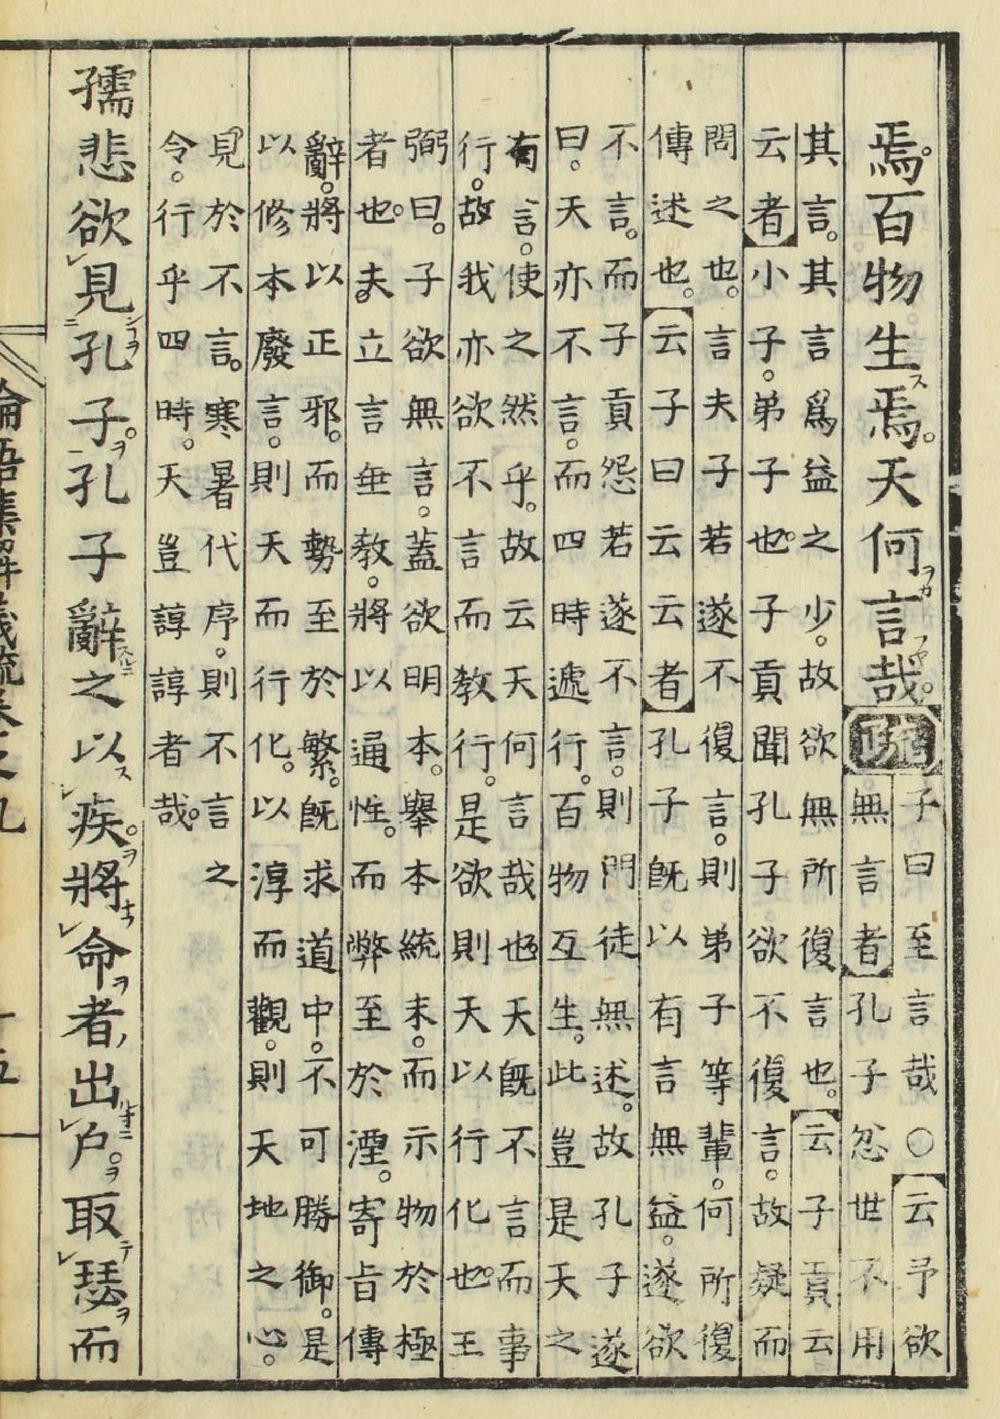 焉。百物生焉。天何言哉。疏子曰至言哉○云予欲
無言者孔子忿世不用
其言。其言爲益之少。故欲無所復言也。云子貢云
云者小子。弟子也。子貢聞孔子欲不復言。故疑而
問之也。言夫子若遂不復言。則弟子等輩。何所復
傳述也。云子曰云云者孔子既以有言無益。遂欲
不言。而子貢怨若遂不言。則門徒無述。故孔子遂
曰。天亦不言。而四時遞行。百物互生。此豈是天之
有言。使之然乎。故云天何言哉也天既不言而事
行。故我亦欲不言而教行。是欲則天以行化也。王
弼曰。子欲無言。蓋欲明本。舉本統末。而示物於極
者也。夫立言垂教。將以通性。而弊至於湮。寄旨傳
辭。將以正邪。而勢至於繁。既求道中。不可勝御。是
以修本廢言。則天而行化。以淳而觀。則天地之心。
見於不言。寒暑代序。則不言之
令。行乎四時。天豈諄諄者哉。
孺悲欲見孔子。孔子辭之以疾。將命者出戸。取瑟而
論語集解義疏卷之九
十五